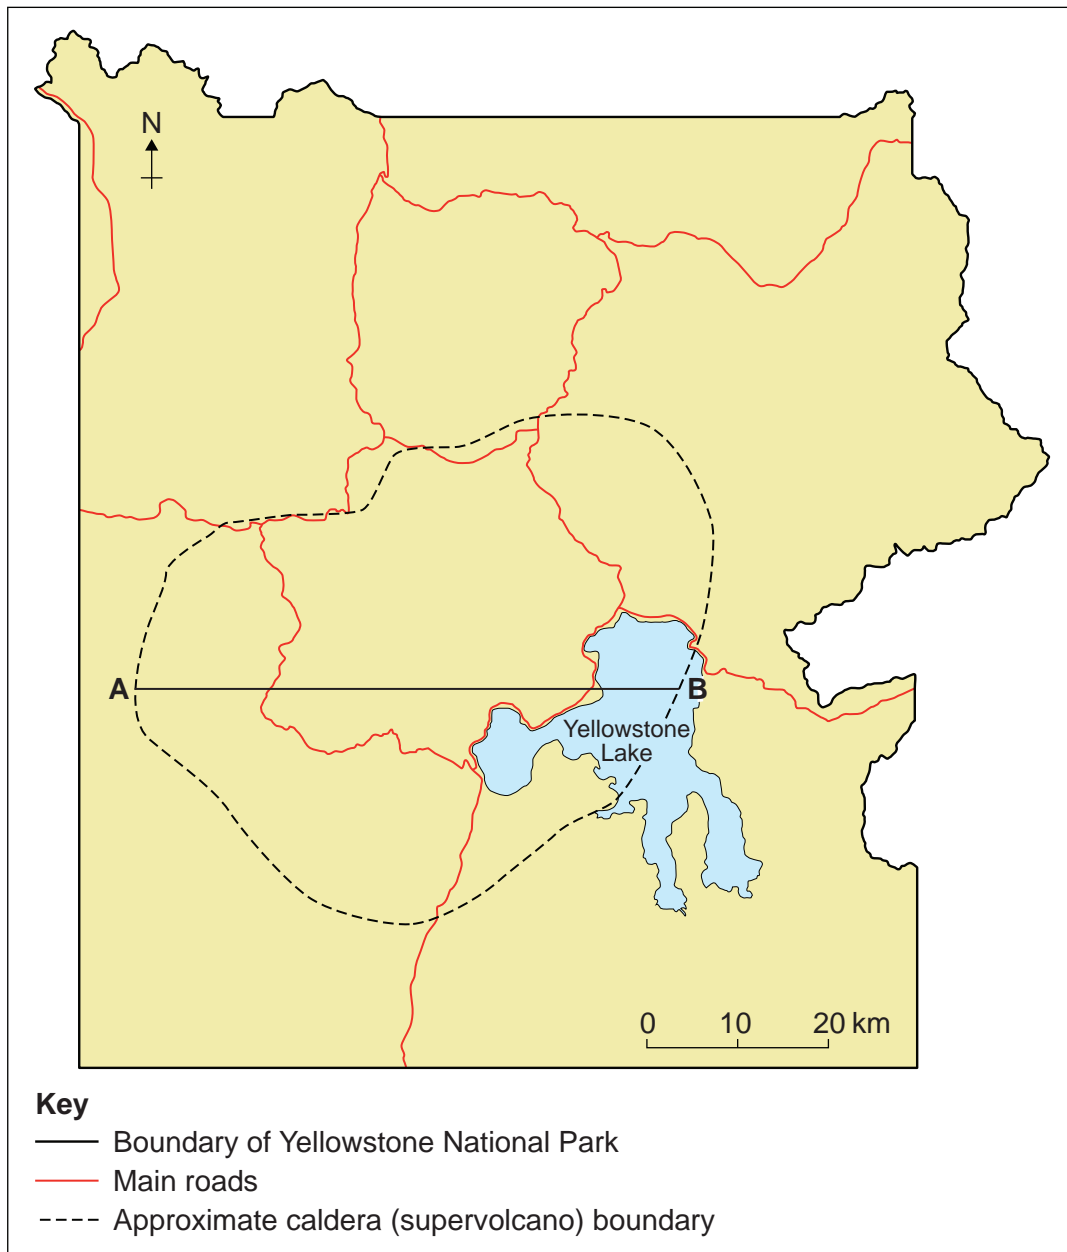 N
A
B
Yellowstone
Lake
0 10 20 km
Key
Boundary of Yellowstone National Park
Main roads
Approximate caldera (supervolcano) boundary